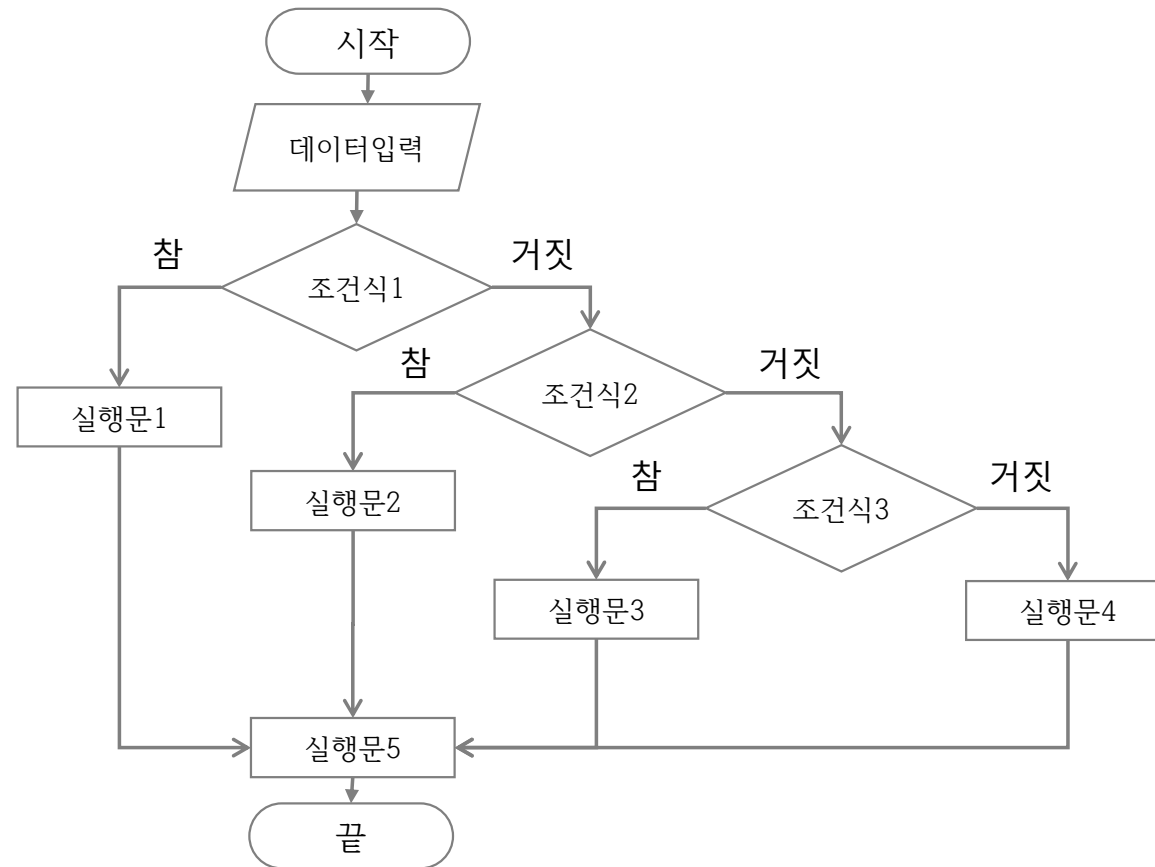 시작
데이터입력
참
거짓
조건식1
참
거짓
조건식2
실행문1
참
거짓
조건식3
실행문2
실행문3
실행문4
실행문5
끝